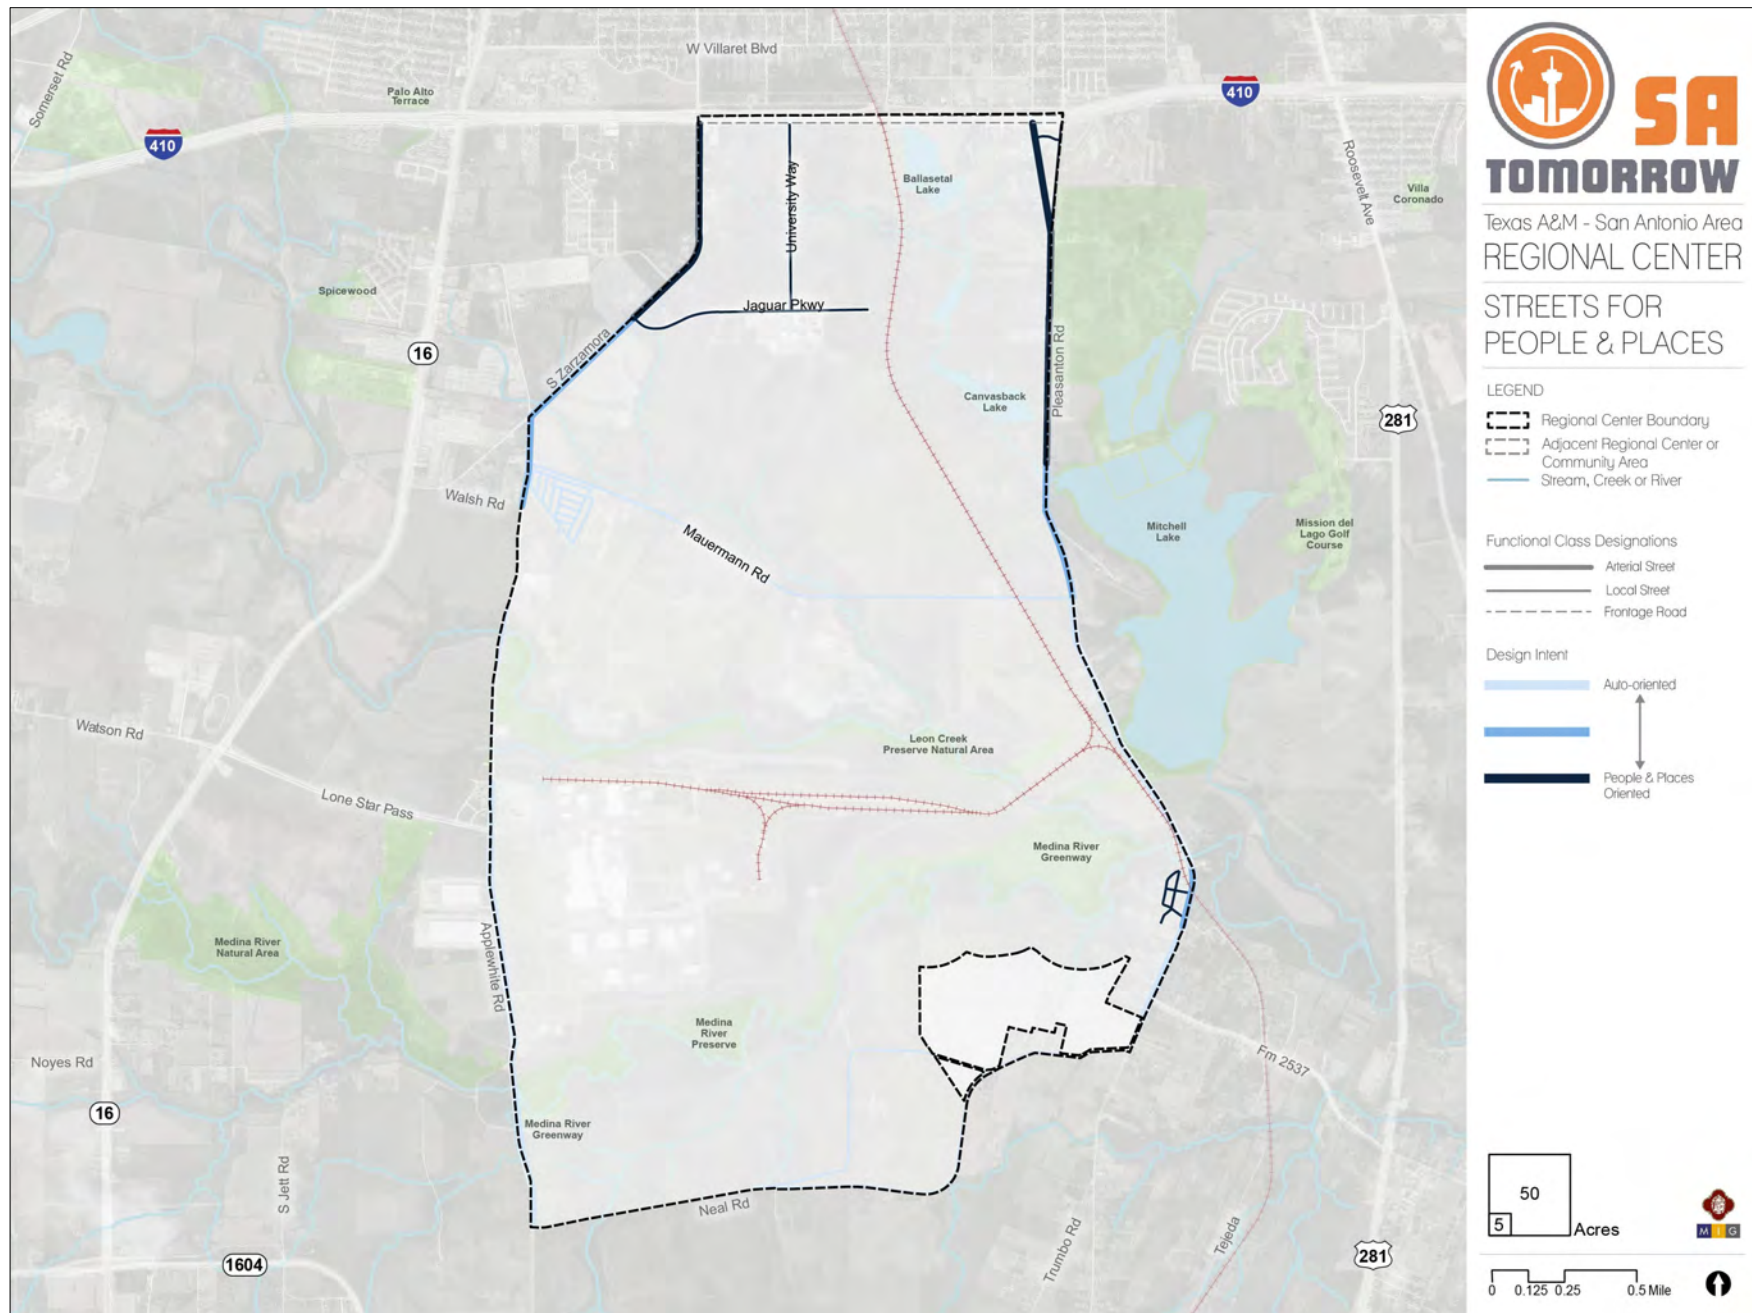 W Villaret Blvd
Somerset Rd
Palo Alto
Terrace
410
410
Roosevelt Ave
University Way
Ballasetal
Lake
Villa
Coronado
Spicewood
Jaguar Pkwy
S Zarzamora
16
Pleasanton Rd
Canvasback
Lake
281
Walsh Rd
Mauermann Rd
Mitchell
Lake
Mission del
Lago Golf
Course
Watson Rd
Leon Creek
Preserve Natural Area
Lone Star Pass
Medina River
Greenway
Medina River
Natural Area
Applewhite Rd
Medina
River
Preserve
Noyes Rd
Fm 2537
16
Medina River
Greenway
S Jett Rd
Neal Rd
Trumbo Rd
Tejeda
1604
281
SA
TOMORROW
Texas A&M - San Antonio Area
REGIONAL CENTER
STREETS FOR
PEOPLE & PLACES
LEGEND
Regional Center Boundary
Adjacent Regional Center or
Community Area
Stream, Creek or River
Functional Class Designations
Arterial Street
Local Street
Frontage Road
Design Intent
Auto-oriented
People & Places
Oriented
50
5
Acres
M I G
0 0.125 0.25 0.5 Mile